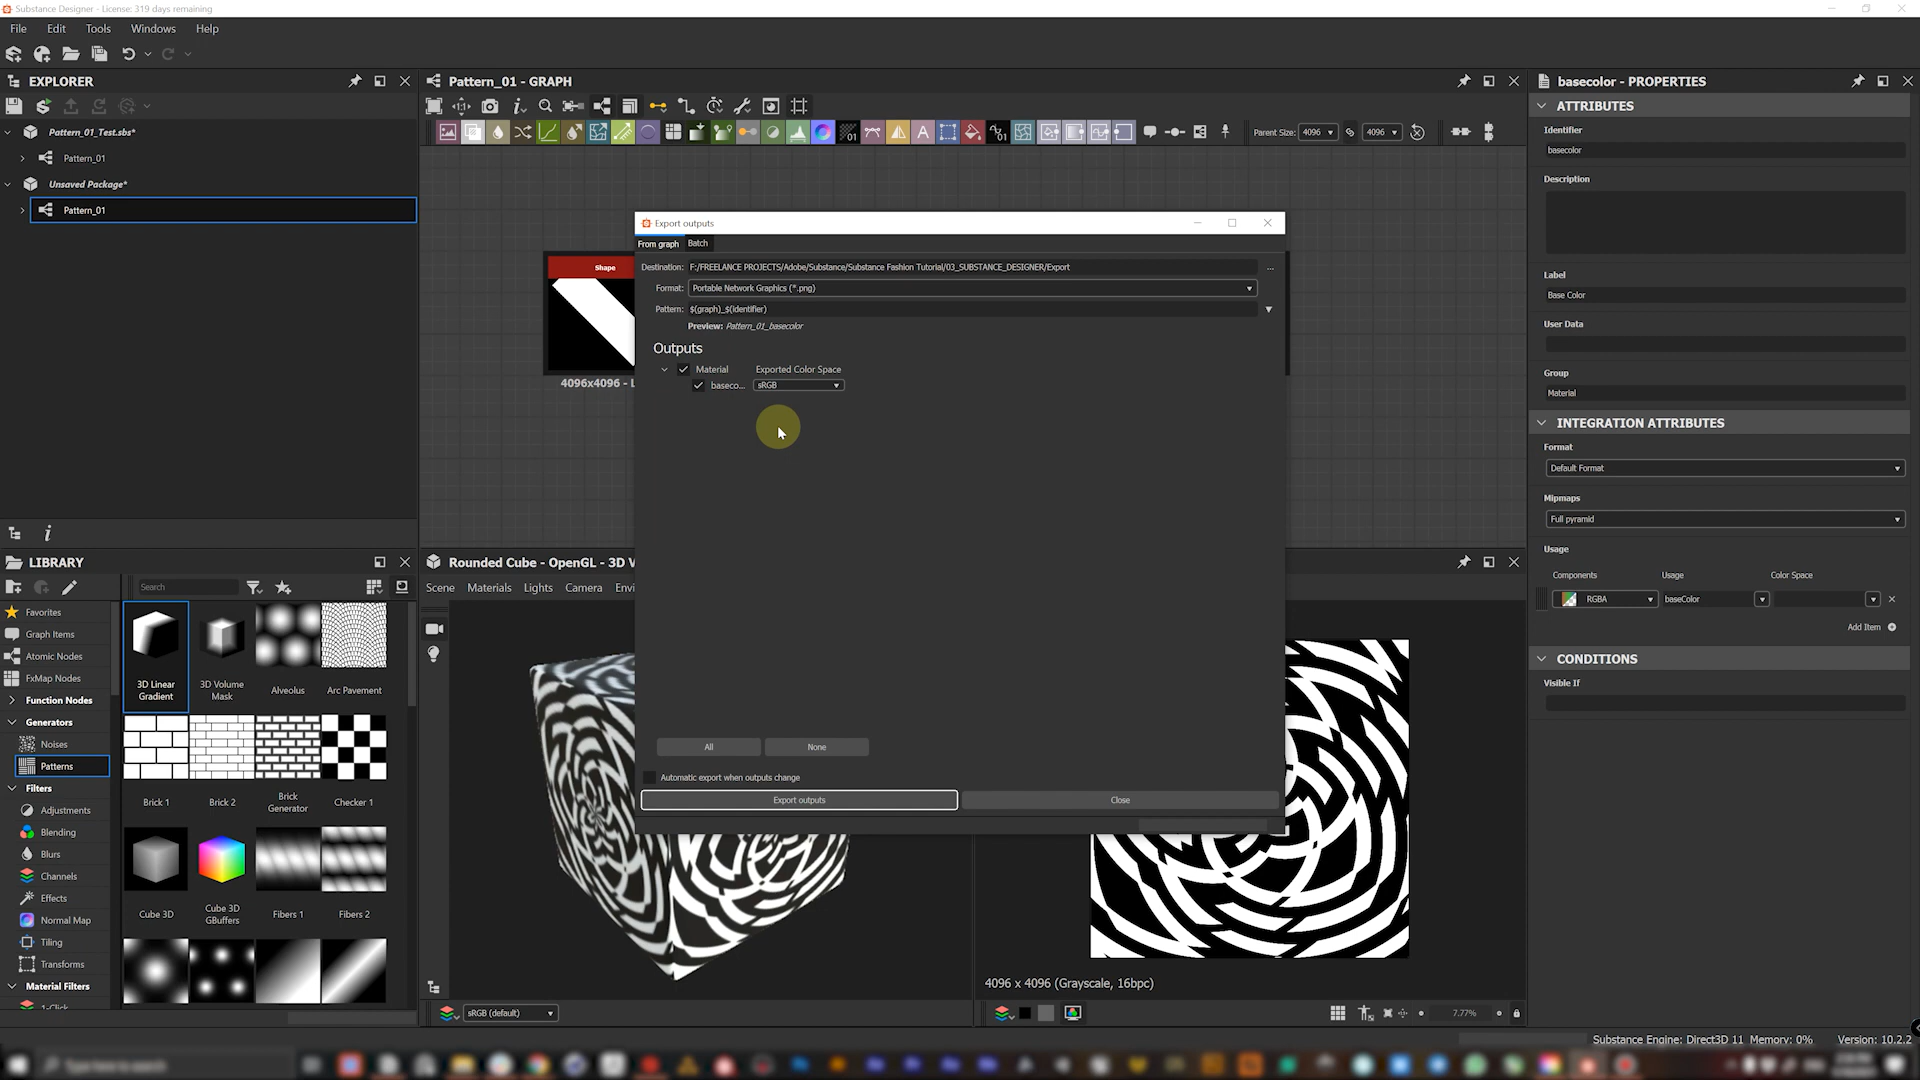 Substance Designer - License: 319 days remaining
File Edit Tools Windows Help
EXPLORER
Pattern_01_Test.sbs*
Pattern_01
Unsaved Package*
Pattern_01
Pattern_01 - GRAPH
Parent Size: 4096 4096
Shape
4096x4096 - L
Export outputs
From graph Batch
Destination: F:/FREELANCE PROJECTS/Adobe/Substance/Substance Fashion Tutorial/03_SUBSTANCE_DESIGNER/Export ...
Format: Portable Network Graphics (*.png)
Pattern: $(graph)_$(identifier)
Preview: Pattern_01_basecolor
Outputs
Material Exported Color Space
baseco... sRGB
All None
Automatic export when outputs change
Export outputs Close
basecolor - PROPERTIES
ATTRIBUTES
Identifier
basecolor
Description
Label
Base Color
User Data
Group
Material
INTEGRATION ATTRIBUTES
Format
Default Format
Mipmaps
Full pyramid
Usage
Components Usage Color Space
RGBA baseColor
Add Item
CONDITIONS
Visible If
LIBRARY
Search
Favorites
Graph Items
Atomic Nodes
FxMap Nodes
Function Nodes
Generators
Noises
Patterns
Filters
Adjustments
Blending
Blurs
Channels
Effects
Normal Map
Tiling
Transforms
Material Filters
1-Click
3D Linear Gradient
3D Volume Mask
Alveolus
Arc Pavement
Brick 1
Brick 2
Brick Generator
Checker 1
Cube 3D
Cube 3D GBuffers
Fibers 1
Fibers 2
Rounded Cube - OpenGL - 3D V
Scene Materials Lights Camera Envi
sRGB (default)
4096 x 4096 (Grayscale, 16bpc)
7.77%
Substance Engine: Direct3D 11 Memory: 0% Version: 10.2.2
Type here to search